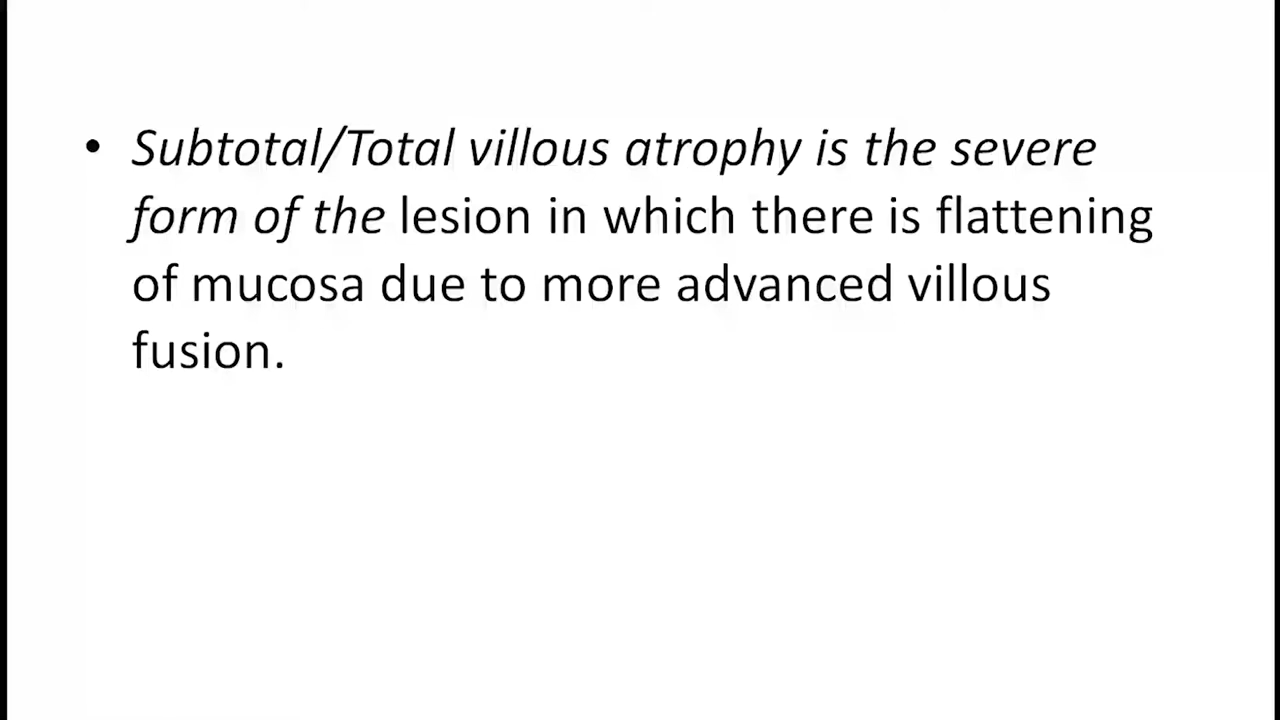 • Subtotal/Total villous atrophy is the severe
form of the lesion in which there is flattening
of mucosa due to more advanced villous
fusion.